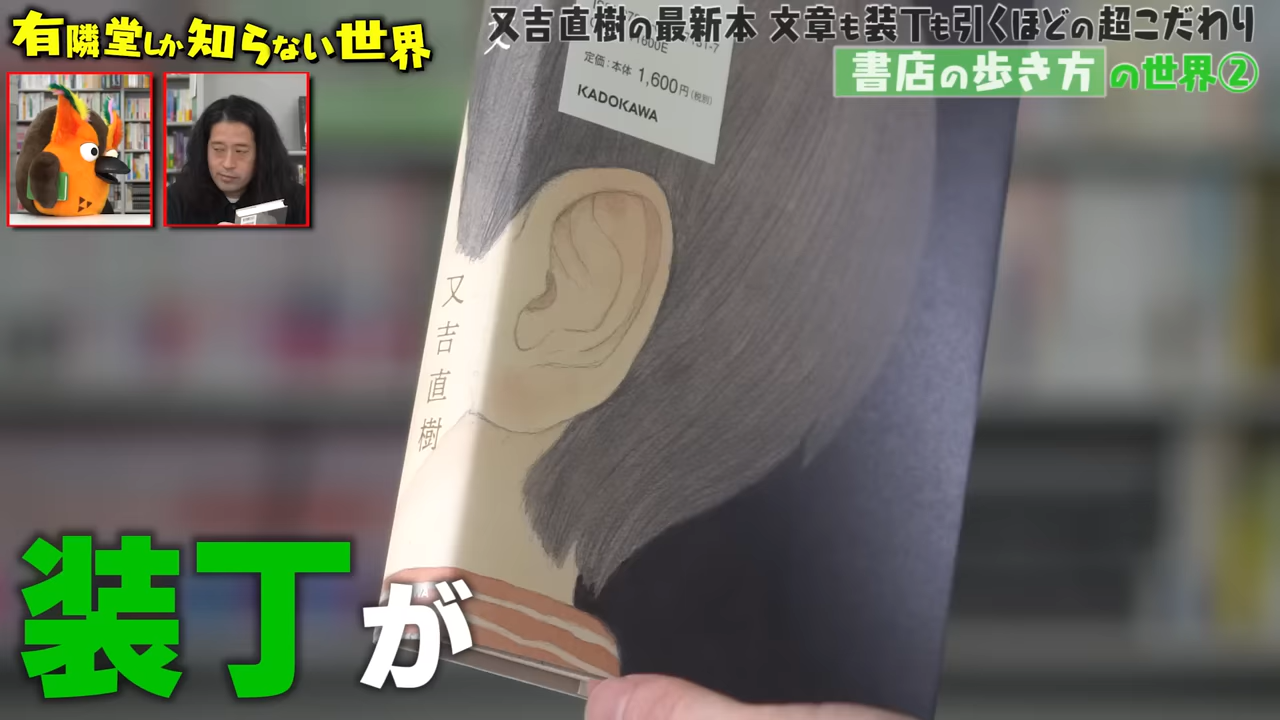 有隣堂しか知らない世界
又吉直樹の最新本 文章も装丁も引くほどの超こだわり
書店の歩き方の世界②
定価:本体1,600円(税別)
KADOKAWA
又吉直樹
装丁が